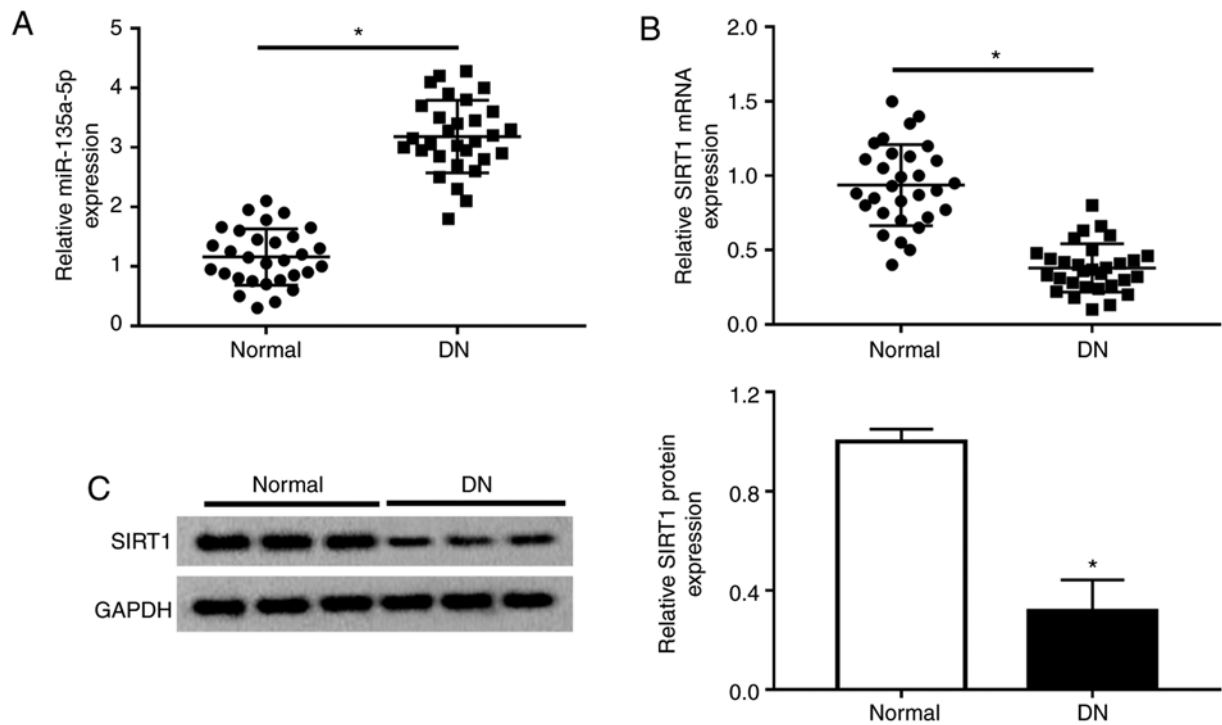 A
Relative miR-135a-5p
expression
5
4
3
2
1
0
*
Normal
DN
B
Relative SIRT1 mRNA
expression
2.0
1.5
1.0
0.5
0.0
*
Normal
DN
C
Normal
DN
SIRT1
GAPDH
Relative SIRT1 protein
expression
1.2
0.8
0.4
0.0
*
Normal
DN